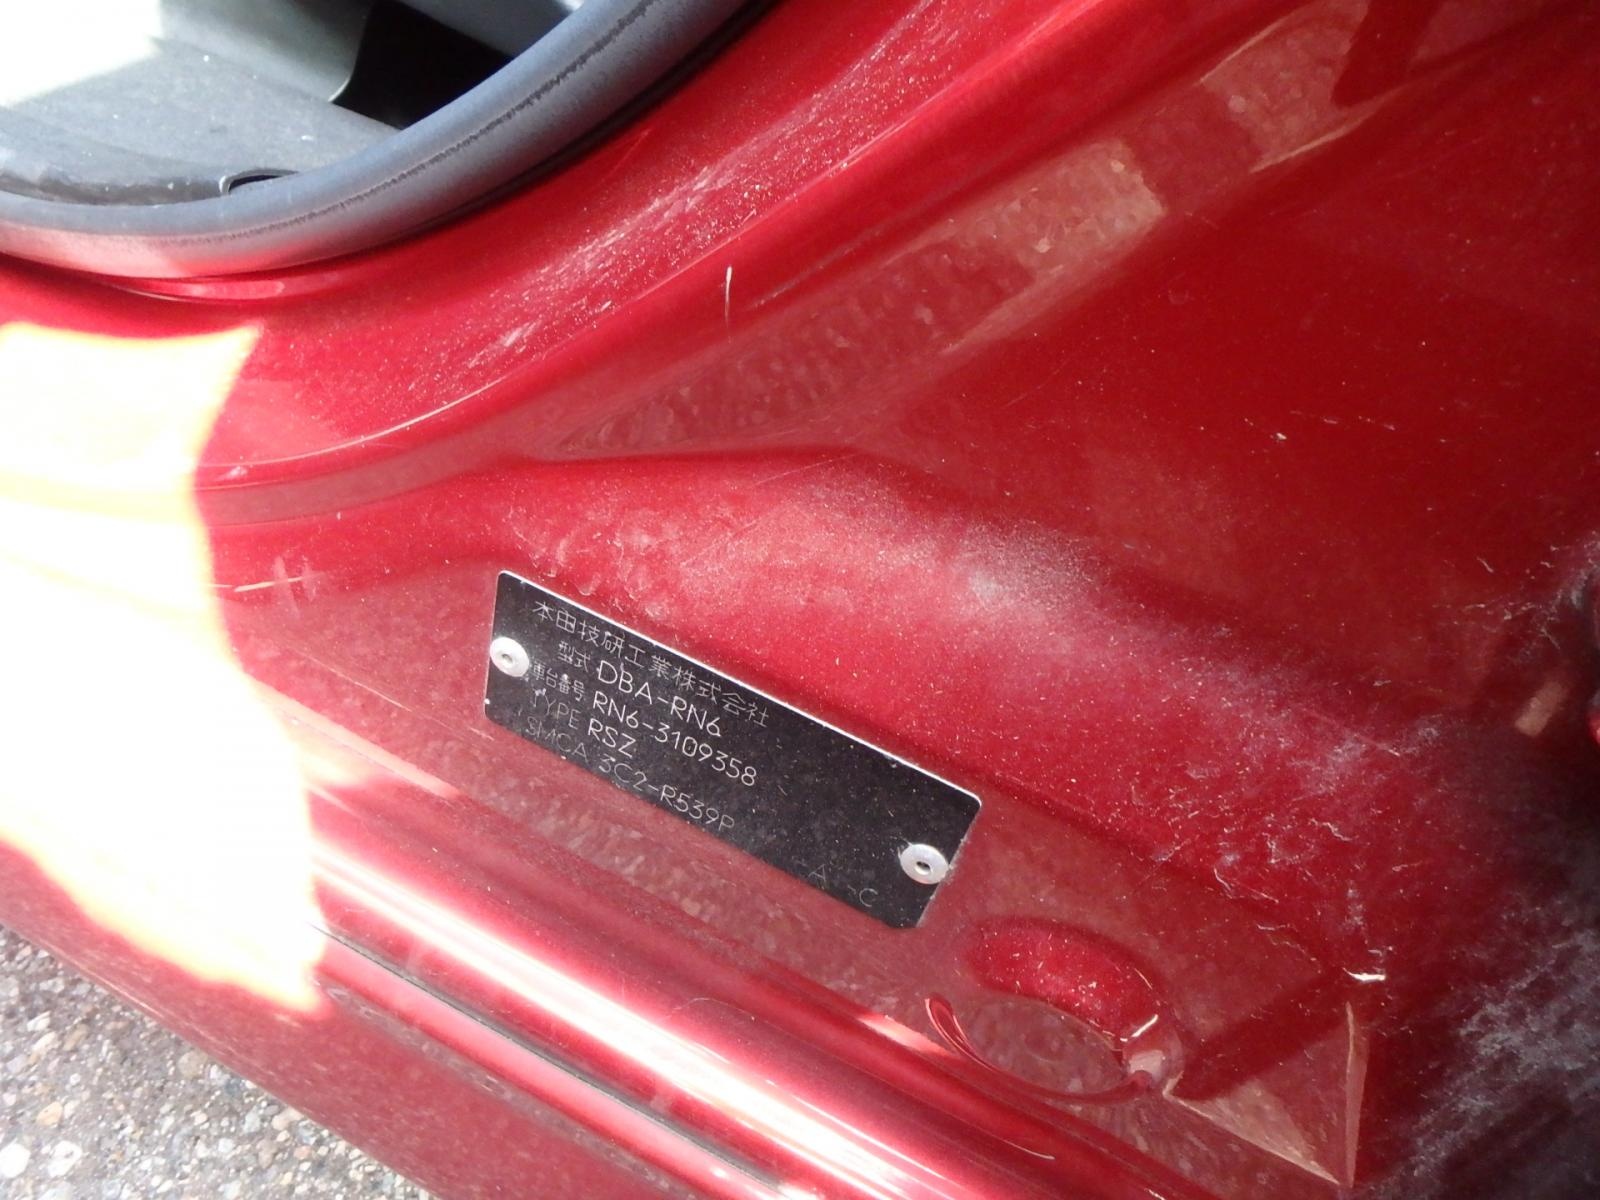 本田技研工業株式会社
型式 DBA-RN6
車台番号 RN6-3109358
TYPE RSZ
SMCA 3C2-R539P
A C